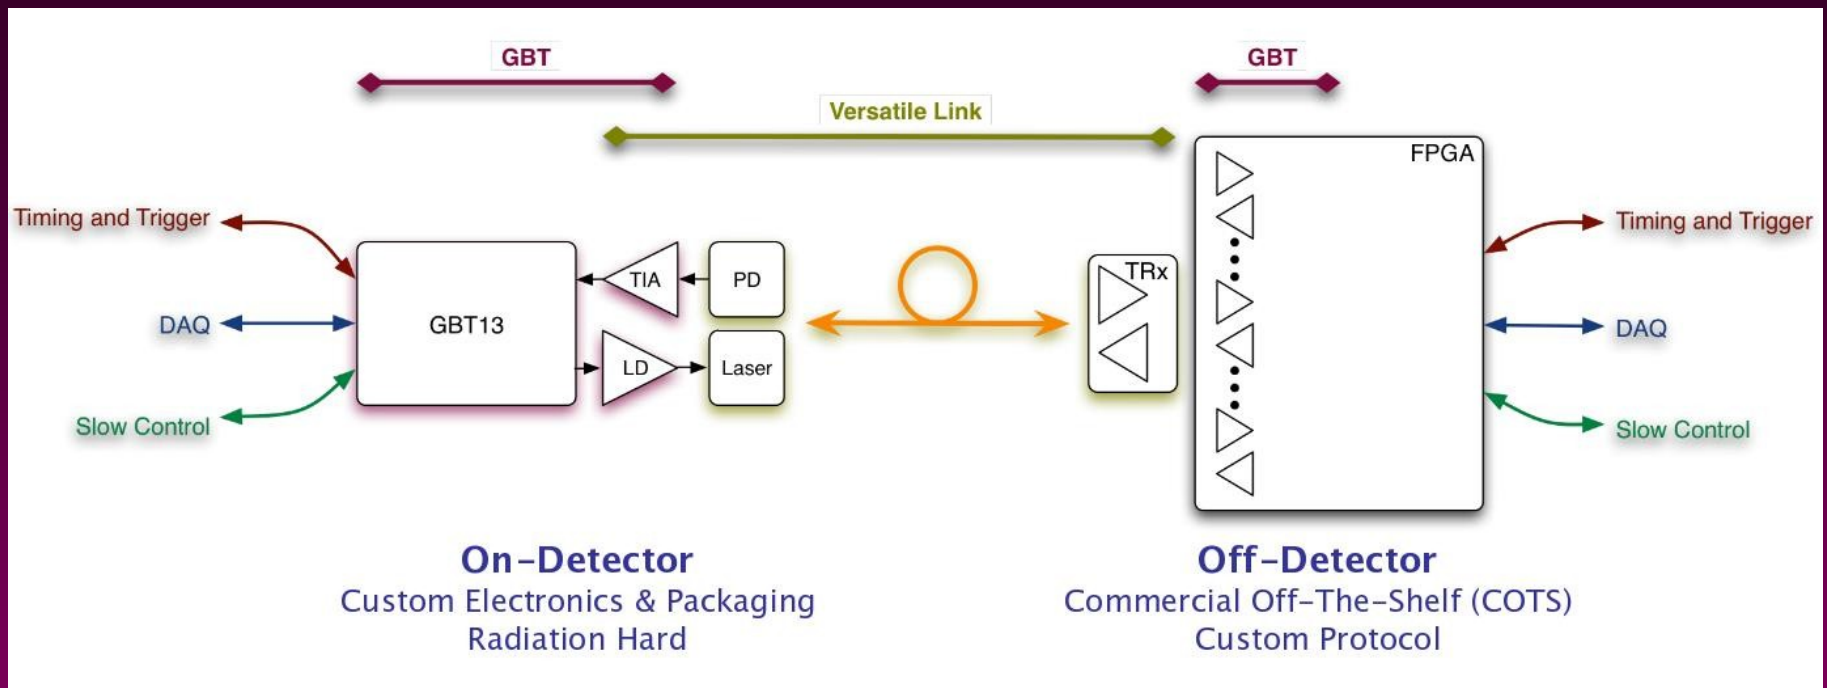 GBT
GBT
Versatile Link
FPGA
Timing and Trigger
Timing and Trigger
TIA
PD
TRx
DAQ
GBT13
DAQ
LD
Laser
Slow Control
Slow Control
On-Detector
Custom Electronics & Packaging
Radiation Hard
Off-Detector
Commercial Off-The-Shelf (COTS)
Custom Protocol